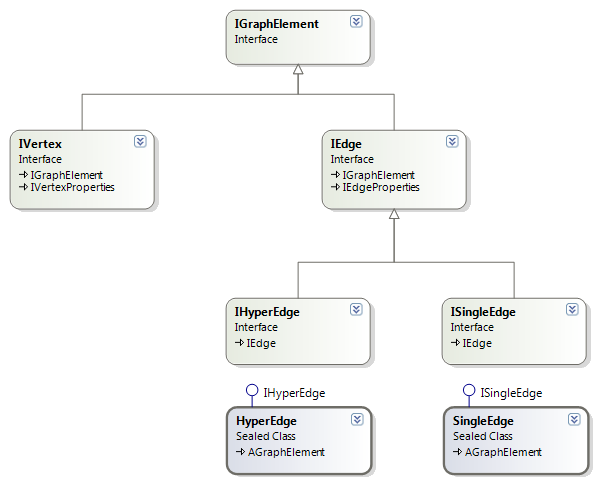 IGraphElement
Interface
IVertex
Interface
→ IGraphElement
→ IVertexProperties
IEdge
Interface
→ IGraphElement
→ IEdgeProperties
IHyperEdge
Interface
→ IEdge
ISingleEdge
Interface
→ IEdge
IHyperEdge
HyperEdge
Sealed Class
→ AGraphElement
ISingleEdge
SingleEdge
Sealed Class
→ AGraphElement